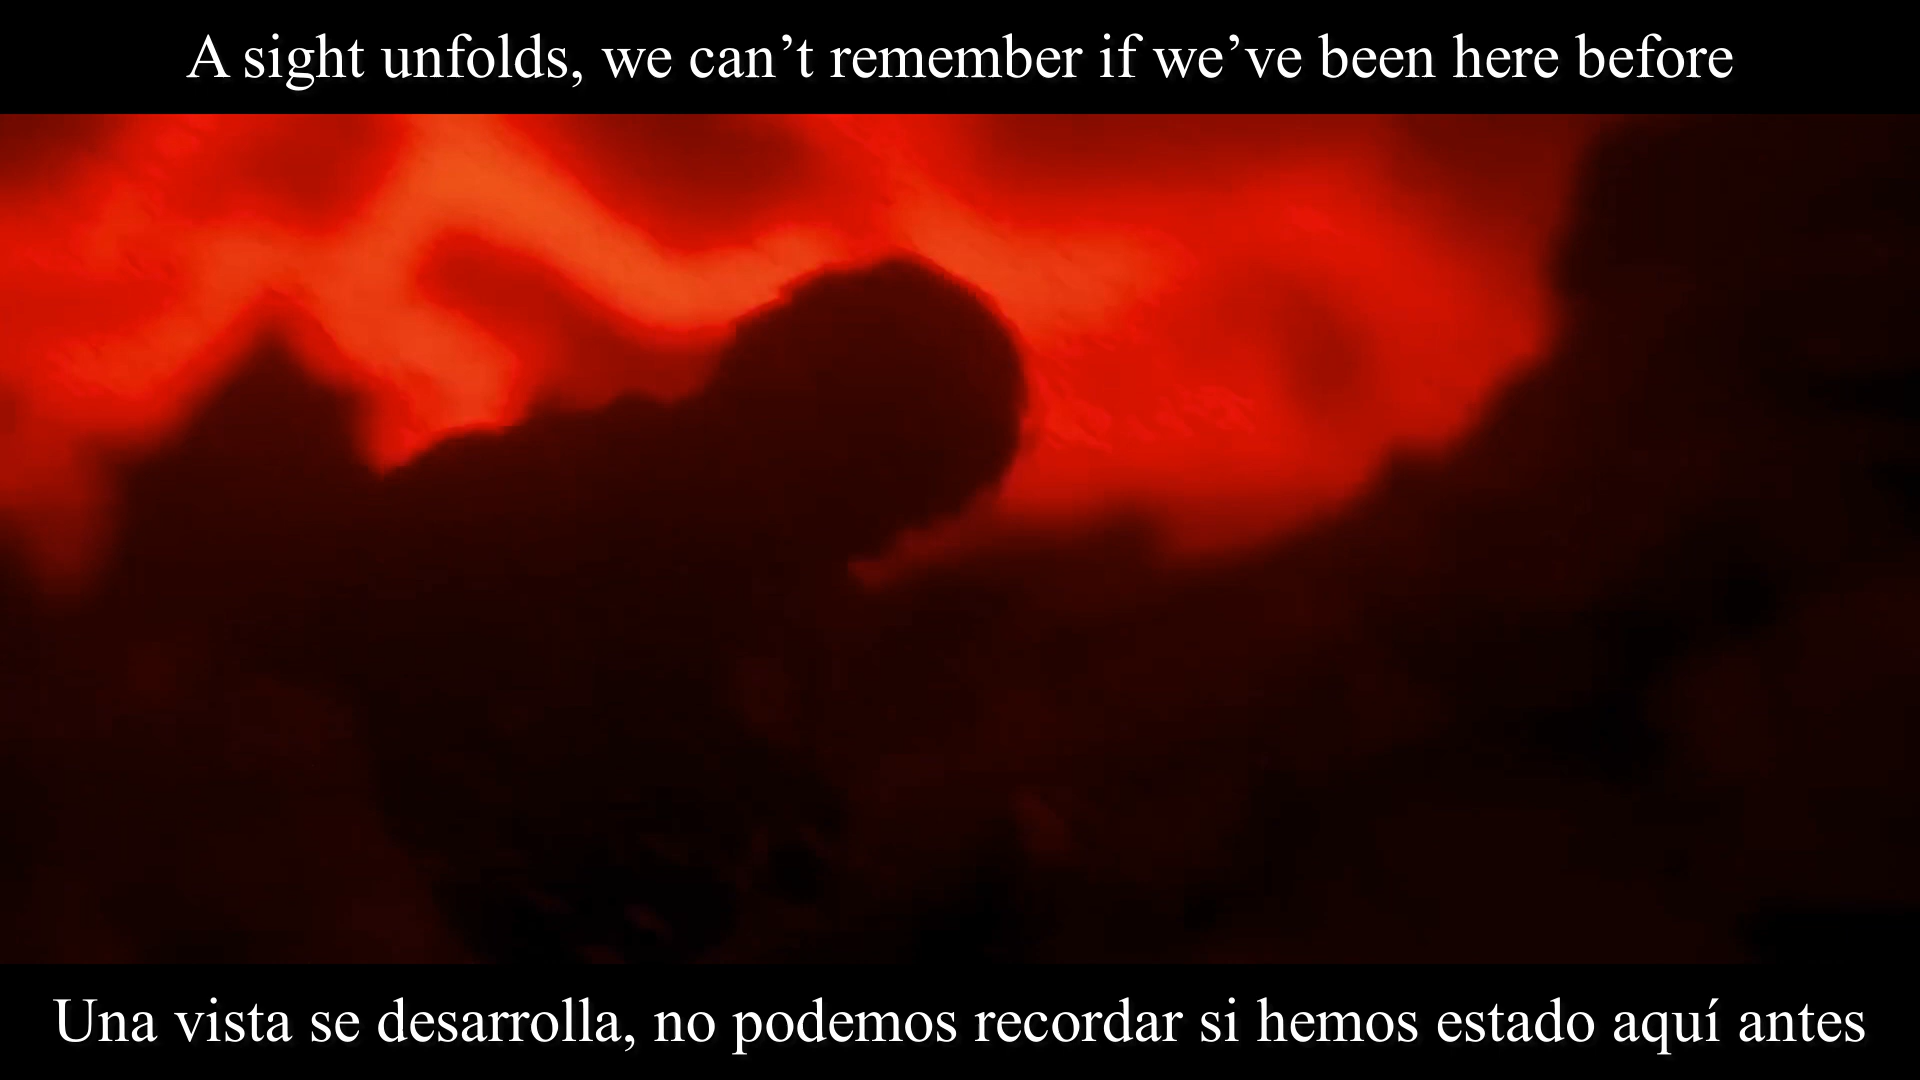 A sight unfolds, we can’t remember if we’ve been here before
Una vista se desarrolla, no podemos recordar si hemos estado aquí antes